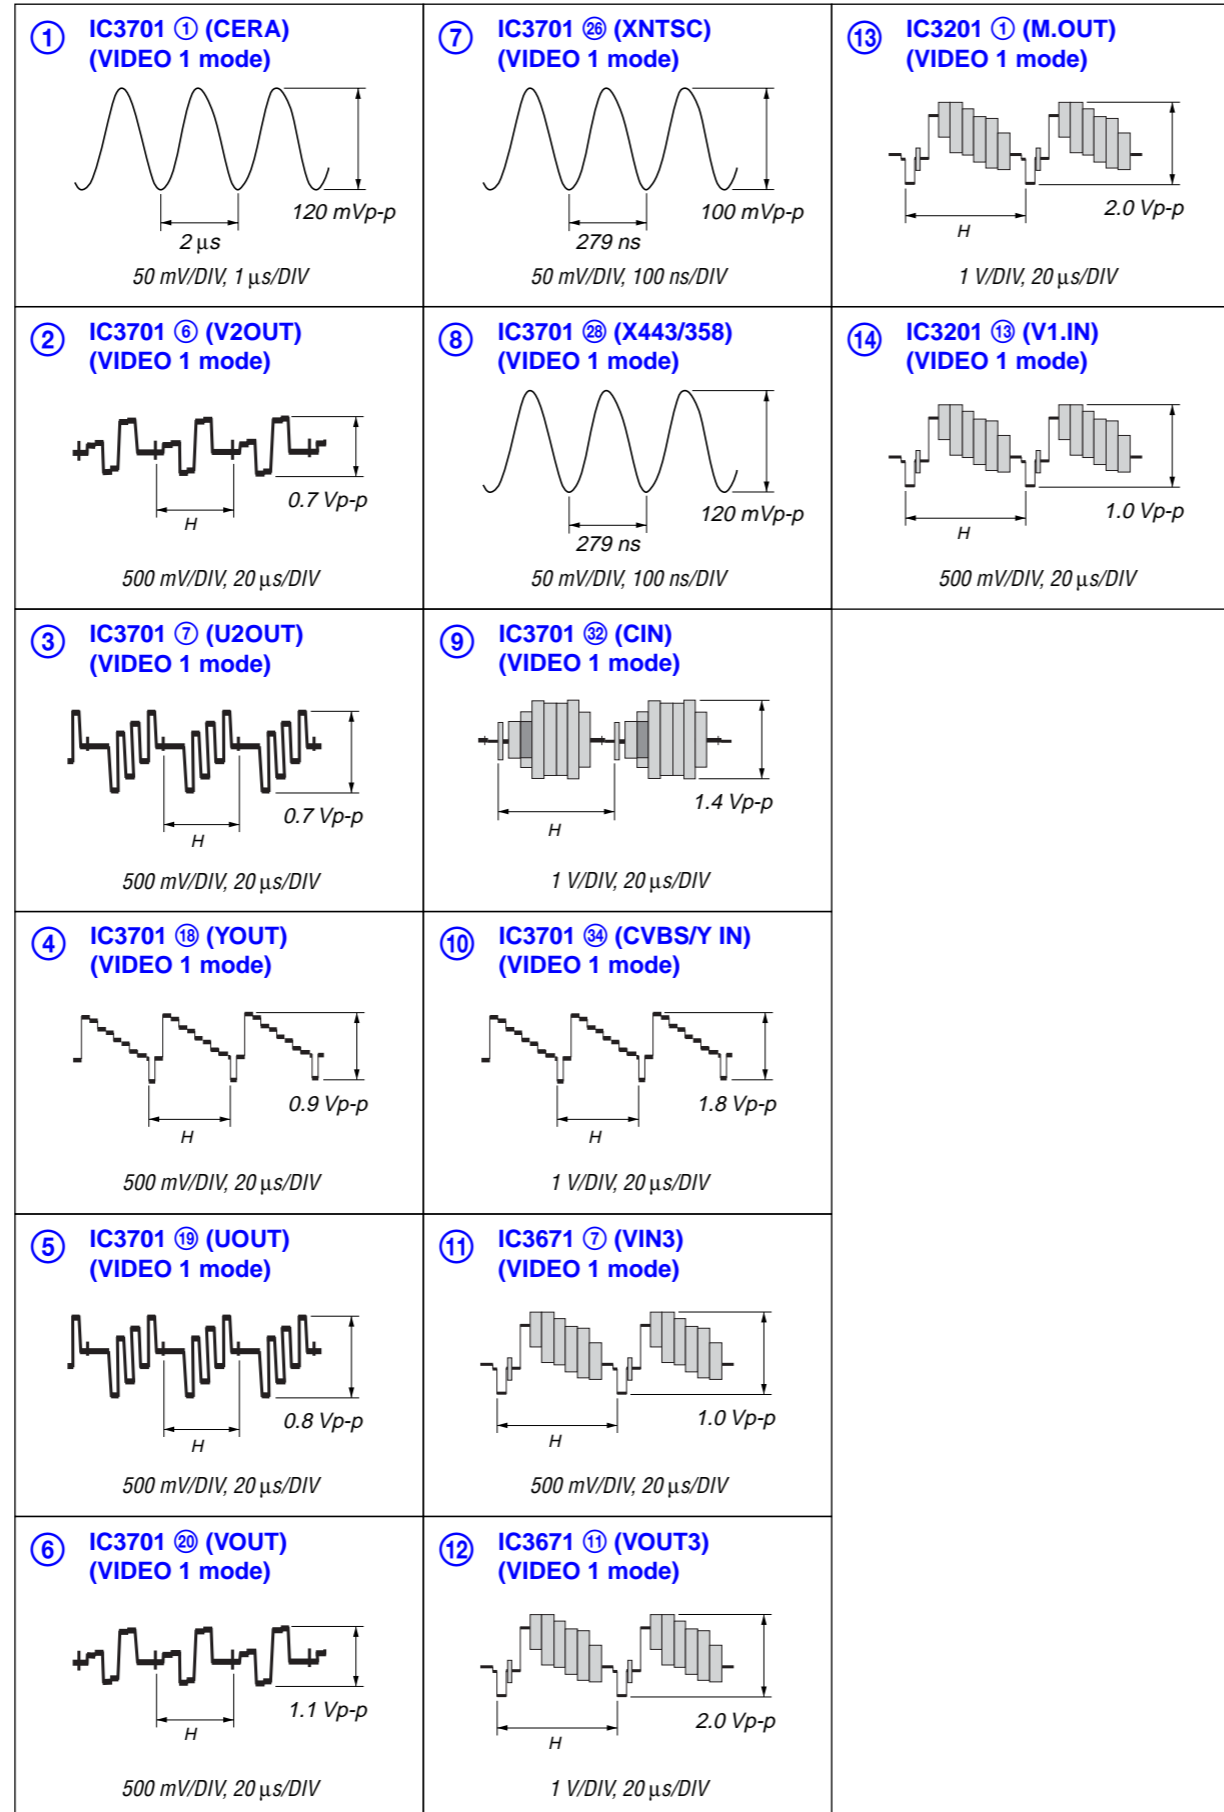 ① IC3701 ① (CERA)
(VIDEO 1 mode)
120 mVp-p
2 µs
50 mV/DIV, 1 µs/DIV
② IC3701 ⑥ (V2OUT)
(VIDEO 1 mode)
0.7 Vp-p
H
500 mV/DIV, 20 µs/DIV
③ IC3701 ⑦ (U2OUT)
(VIDEO 1 mode)
0.7 Vp-p
H
500 mV/DIV, 20 µs/DIV
④ IC3701 ⑱ (YOUT)
(VIDEO 1 mode)
0.9 Vp-p
H
500 mV/DIV, 20 µs/DIV
⑤ IC3701 ⑲ (UOUT)
(VIDEO 1 mode)
0.8 Vp-p
H
500 mV/DIV, 20 µs/DIV
⑥ IC3701 ⑳ (VOUT)
(VIDEO 1 mode)
1.1 Vp-p
H
500 mV/DIV, 20 µs/DIV
⑦ IC3701 ㉖ (XNTSC)
(VIDEO 1 mode)
100 mVp-p
279 ns
50 mV/DIV, 100 ns/DIV
⑧ IC3701 ㉘ (X443/358)
(VIDEO 1 mode)
120 mVp-p
279 ns
50 mV/DIV, 100 ns/DIV
⑨ IC3701 ㉜ (CIN)
(VIDEO 1 mode)
1.4 Vp-p
H
1 V/DIV, 20 µs/DIV
⑩ IC3701 ㉞ (CVBS/Y IN)
(VIDEO 1 mode)
1.8 Vp-p
H
1 V/DIV, 20 µs/DIV
⑪ IC3671 ⑦ (VIN3)
(VIDEO 1 mode)
1.0 Vp-p
H
500 mV/DIV, 20 µs/DIV
⑫ IC3671 ⑪ (VOUT3)
(VIDEO 1 mode)
2.0 Vp-p
H
1 V/DIV, 20 µs/DIV
⑬ IC3201 ① (M.OUT)
(VIDEO 1 mode)
2.0 Vp-p
H
1 V/DIV, 20 µs/DIV
⑭ IC3201 ⑬ (V1.IN)
(VIDEO 1 mode)
1.0 Vp-p
H
500 mV/DIV, 20 µs/DIV